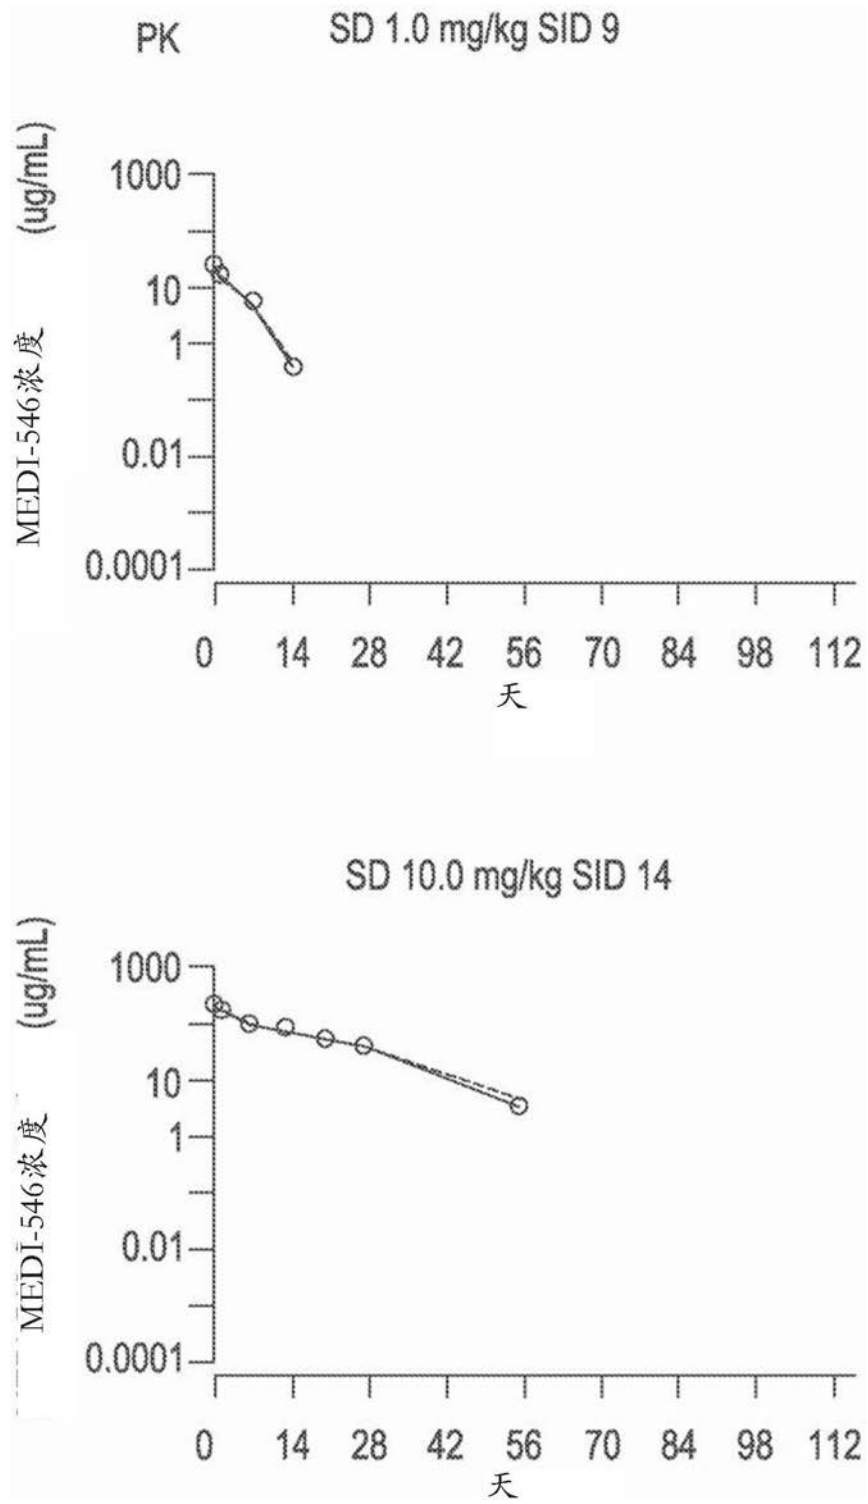 PK
SD 1.0 mg/kg SID 9
MEDI-546浓度 (ug/mL)
1000
10
1
0.01
0.0001
0 14 28 42 56 70 84 98 112
天
SD 10.0 mg/kg SID 14
MEDI-546浓度 (ug/mL)
1000
10
1
0.01
0.0001
0 14 28 42 56 70 84 98 112
天